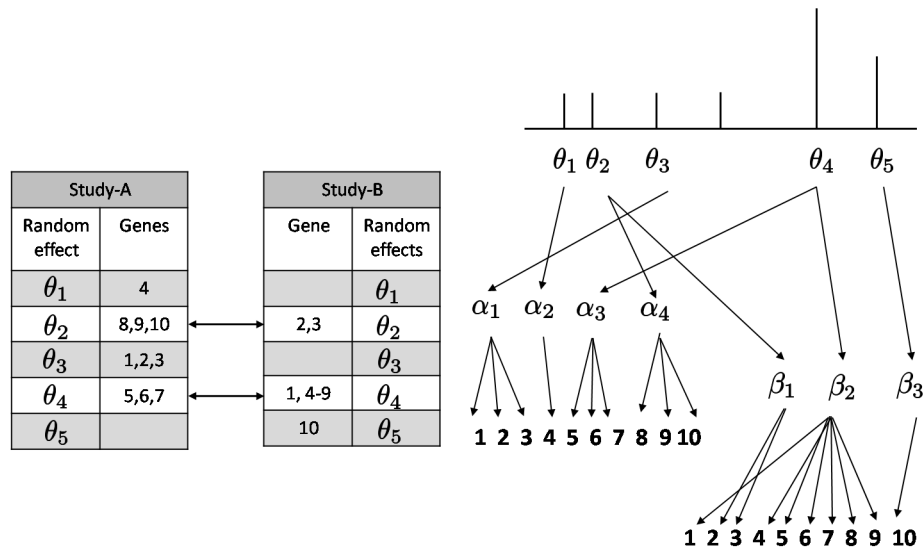 θ1 θ2 θ3 θ4 θ5
Study-A
Random effect Genes
θ1 4
θ2 8,9,10
θ3 1,2,3
θ4 5,6,7
θ5
Study-B
Gene Random effects
θ1
2,3 θ2
θ3
1, 4-9 θ4
10 θ5
α1 α2 α3 α4
1 2 3 4 5 6 7 8 9 10
β1 β2 β3
1 2 3 4 5 6 7 8 9 10